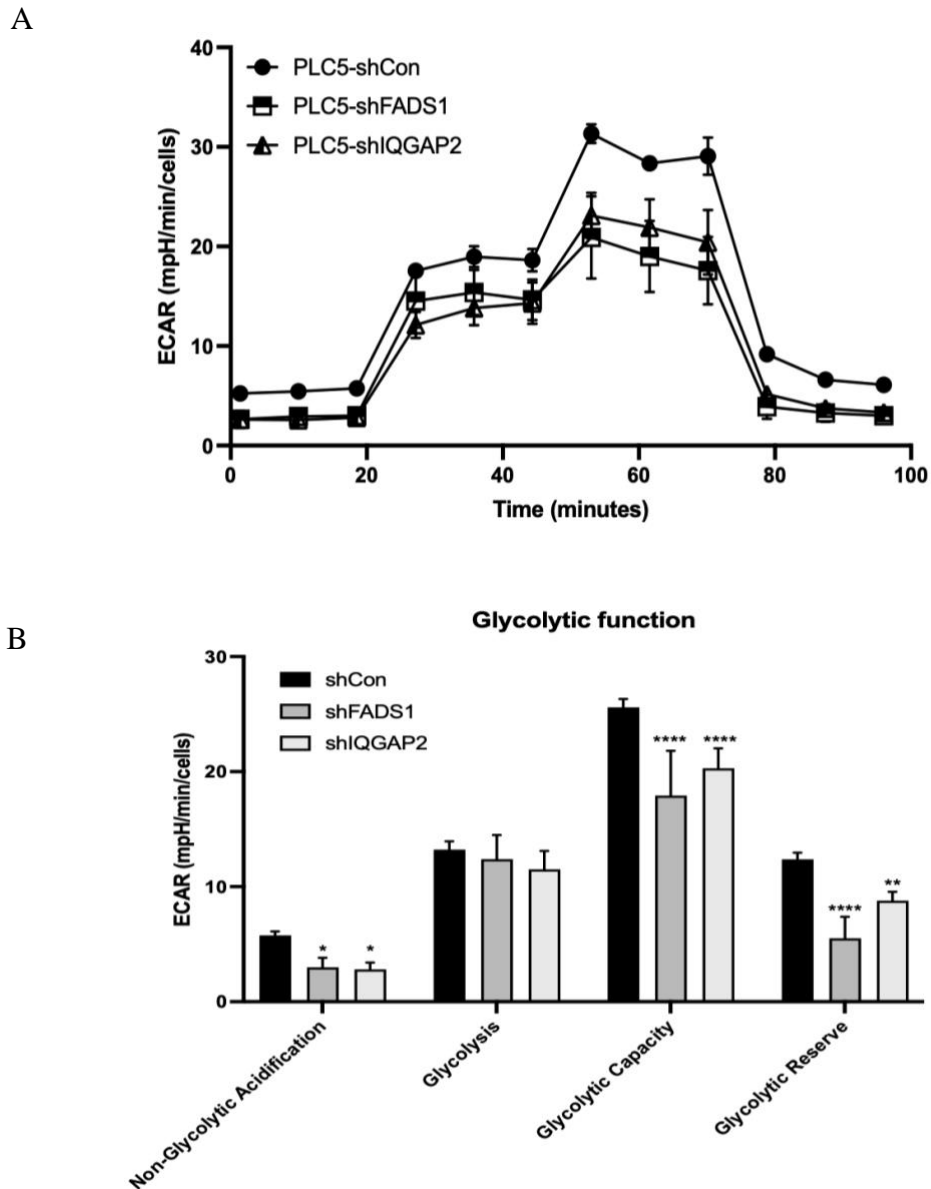 A
40
PLC5-shCon
PLC5-shFADS1
30
PLC5-shIQGAP2
20
10
0
ECAR (mpH/min/cells)
0 20 40 60 80 100
Time (minutes)
B
Glycolytic function
30
shCon
shFADS1
shIQGAP2
20
10
0
ECAR (mpH/min/cells)
* *
**** ****
**** **
Non-Glycolytic Acidification
Glycolysis
Glycolytic Capacity
Glycolytic Reserve